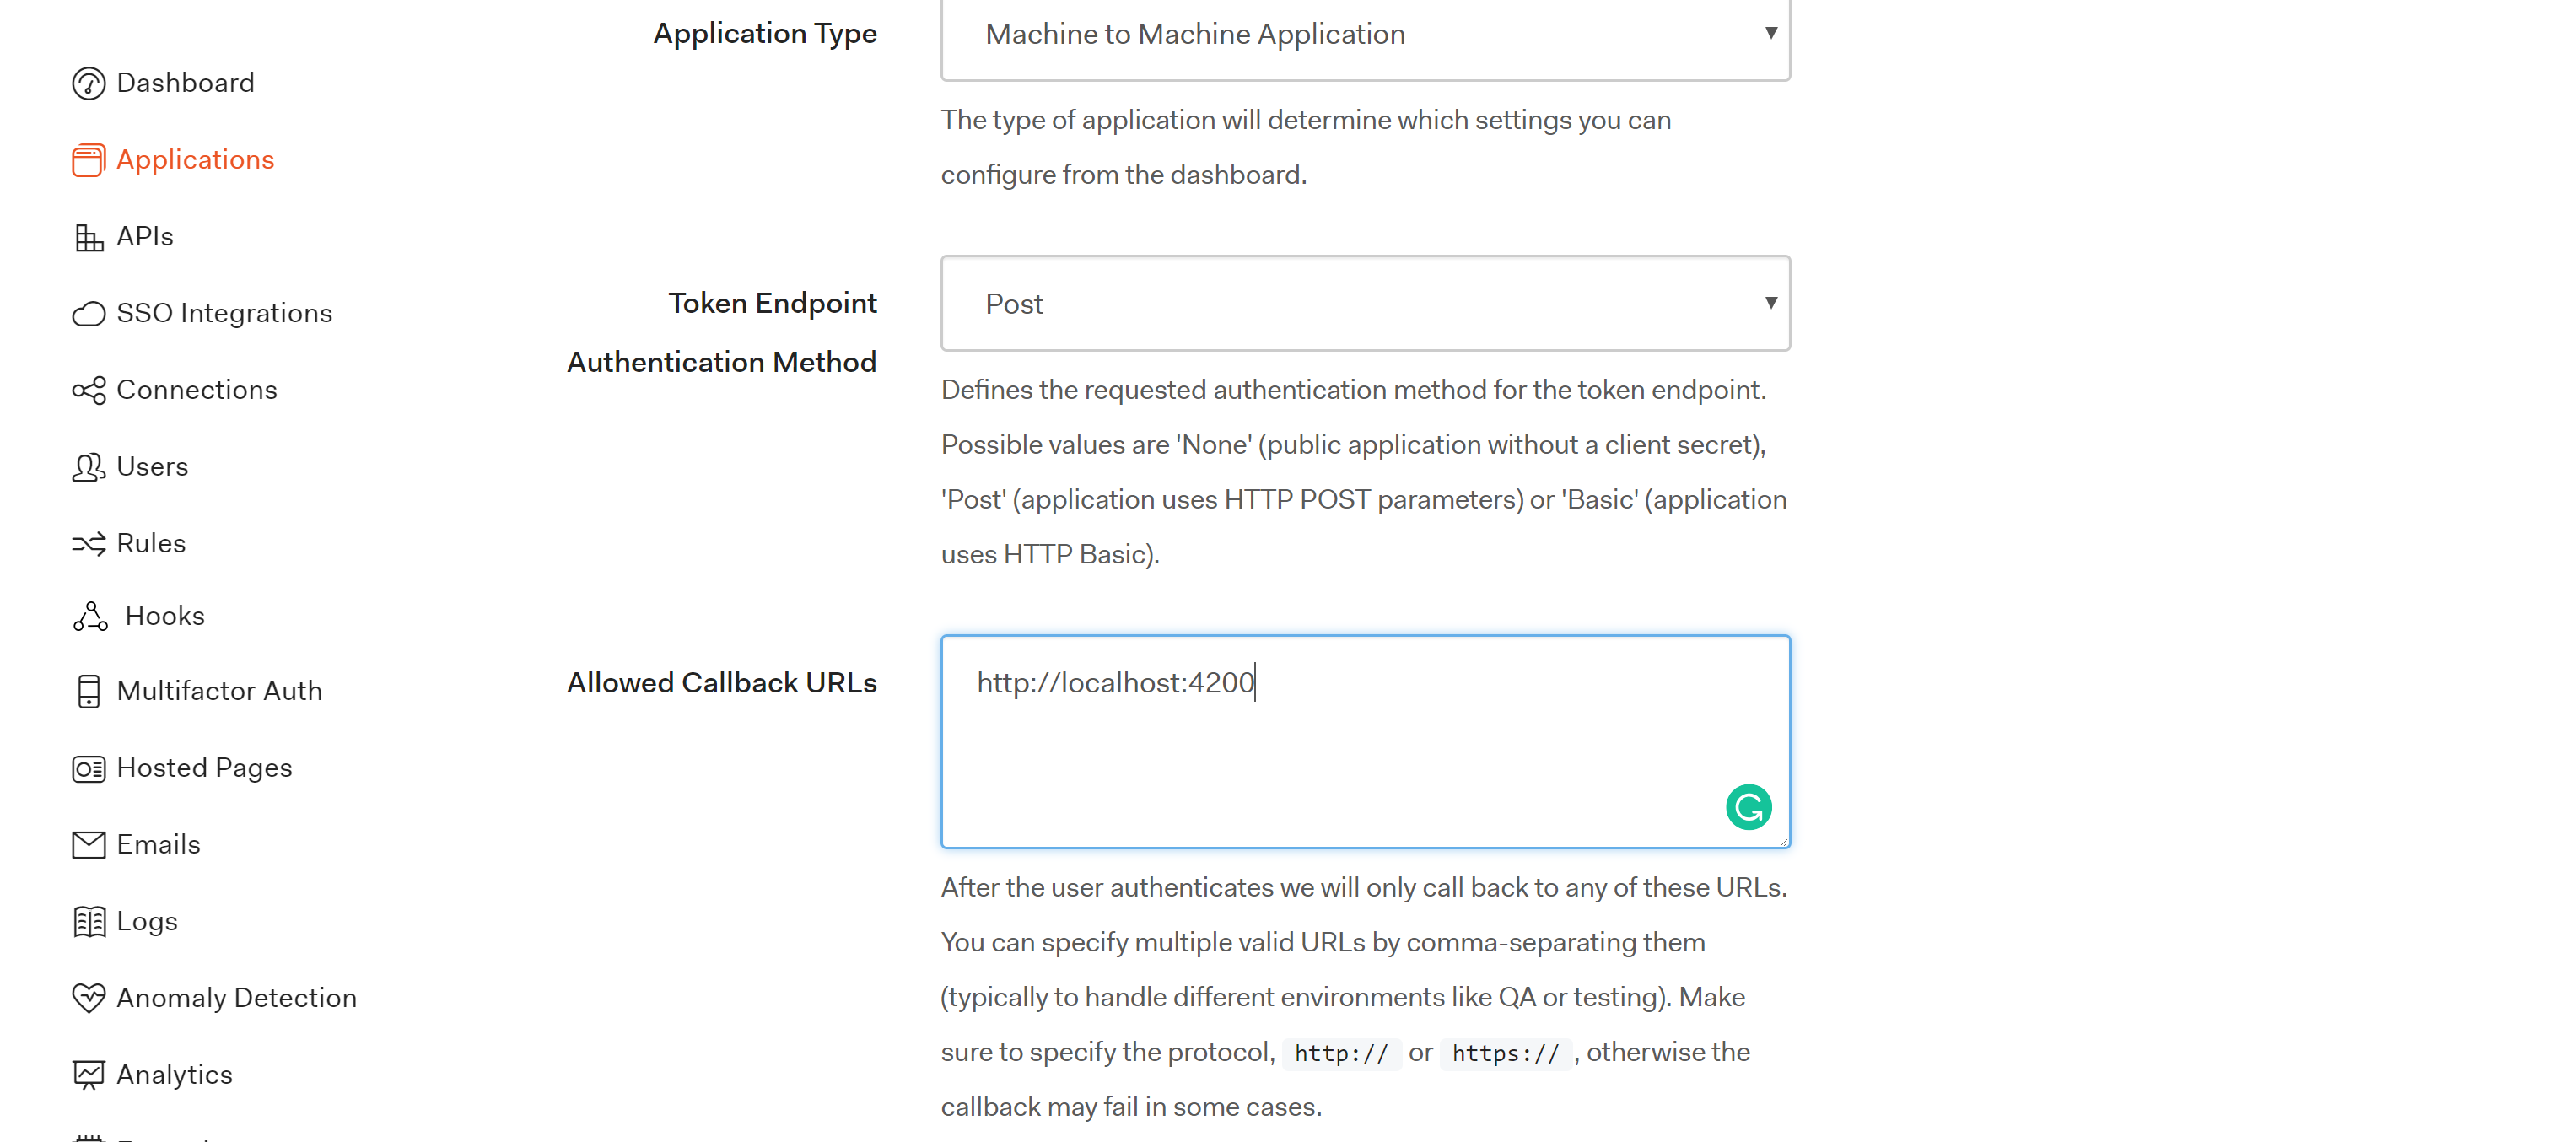 Dashboard
Applications
APIs
SSO Integrations
Connections
Users
Rules
Hooks
Multifactor Auth
Hosted Pages
Emails
Logs
Anomaly Detection
Analytics
Application Type
Machine to Machine Application
The type of application will determine which settings you can
configure from the dashboard.
Token Endpoint
Authentication Method
Post
Defines the requested authentication method for the token endpoint.
Possible values are 'None' (public application without a client secret),
'Post' (application uses HTTP POST parameters) or 'Basic' (application
uses HTTP Basic).
Allowed Callback URLs
http://localhost:4200
After the user authenticates we will only call back to any of these URLs.
You can specify multiple valid URLs by comma-separating them
(typically to handle different environments like QA or testing). Make
sure to specify the protocol, http:// or https:// , otherwise the
callback may fail in some cases.